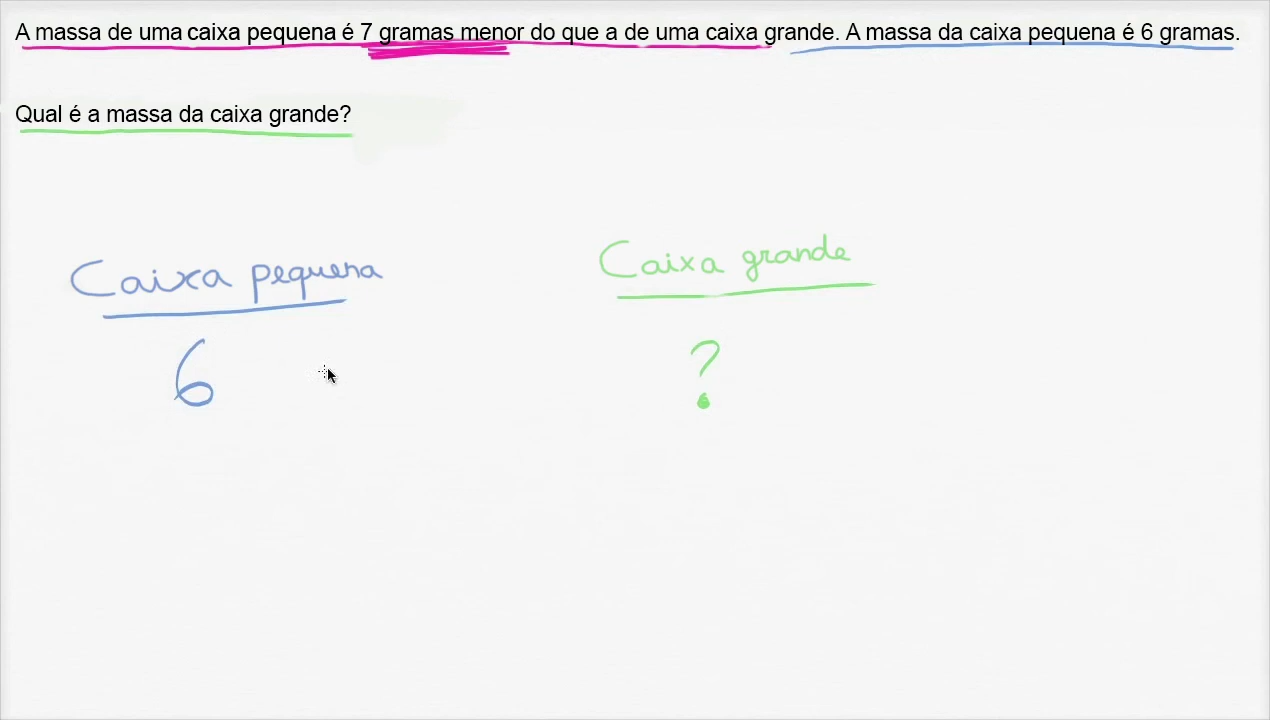 A massa de uma caixa pequena é 7 gramas menor do que a de uma caixa grande. A massa da caixa pequena é 6 gramas.
Qual é a massa da caixa grande?
Caixa pequena
Caixa grande
6
?